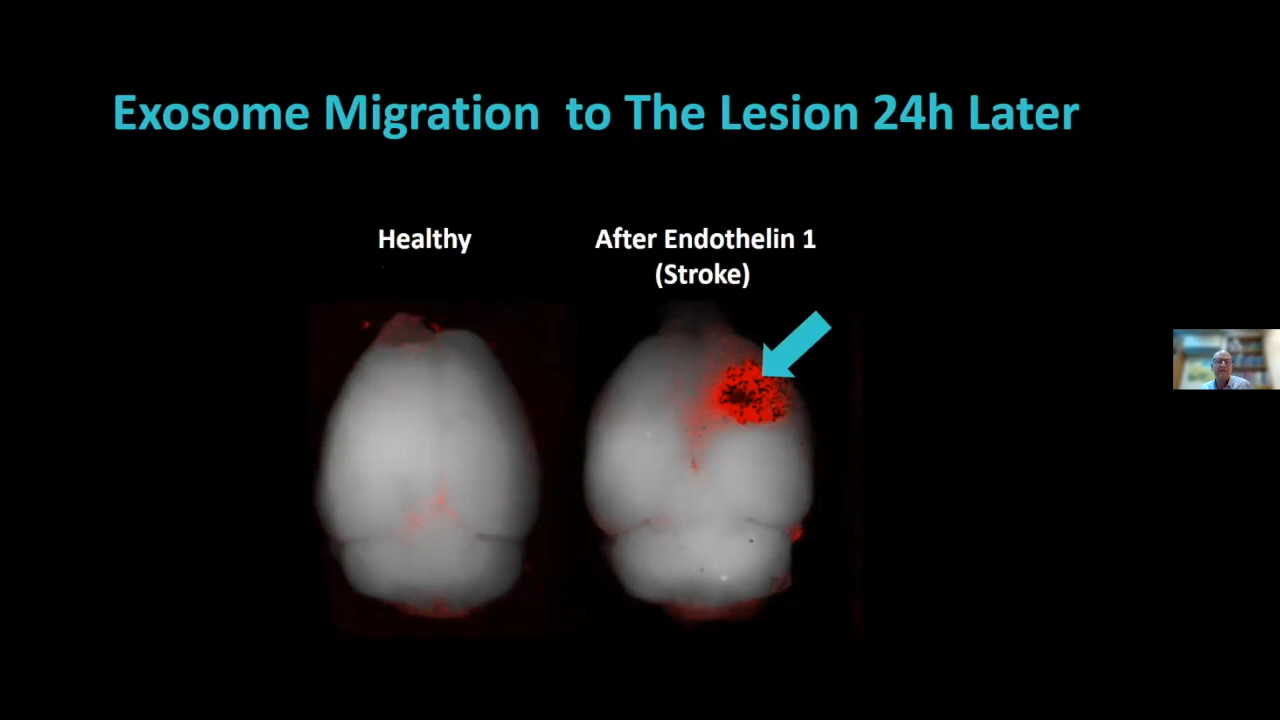 Exosome Migration  to The Lesion 24h Later
Healthy
After Endothelin 1
(Stroke)